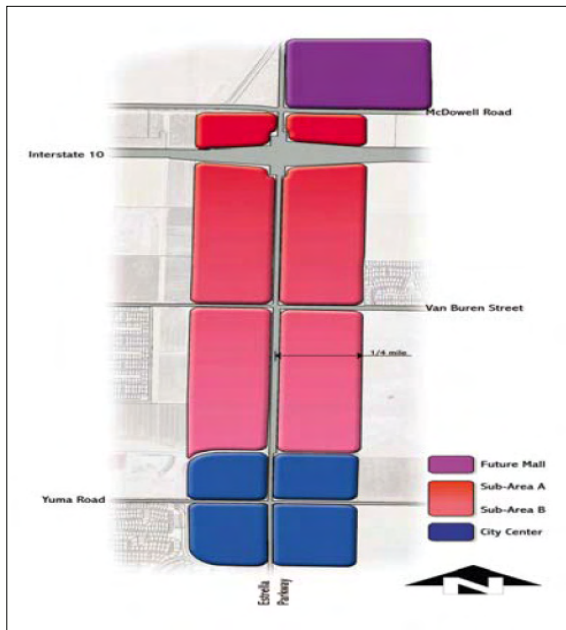 McDowell Road
Interstate 10
Van Buren Street
1/4 mile
Future Mall
Sub-Area A
Sub-Area B
Yuma Road
City Center
N
Estrella
Parkway